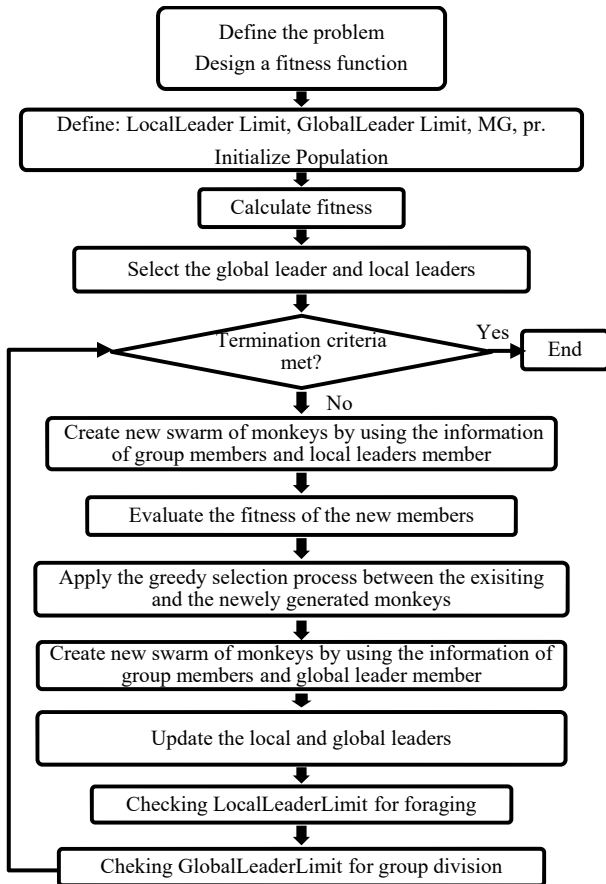 Define the problem
Design a fitness function
Define: LocalLeader Limit, GlobalLeader Limit, MG, pr.
Initialize Population
Calculate fitness
Select the global leader and local leaders
Termination criteria
met?
Yes
End
No
Create new swarm of monkeys by using the information
of group members and local leaders member
Evaluate the fitness of the new members
Apply the greedy selection process between the exisiting
and the newly generated monkeys
Create new swarm of monkeys by using the information of
group members and global leader member
Update the local and global leaders
Checking LocalLeaderLimit for foraging
Cheking GlobalLeaderLimit for group division